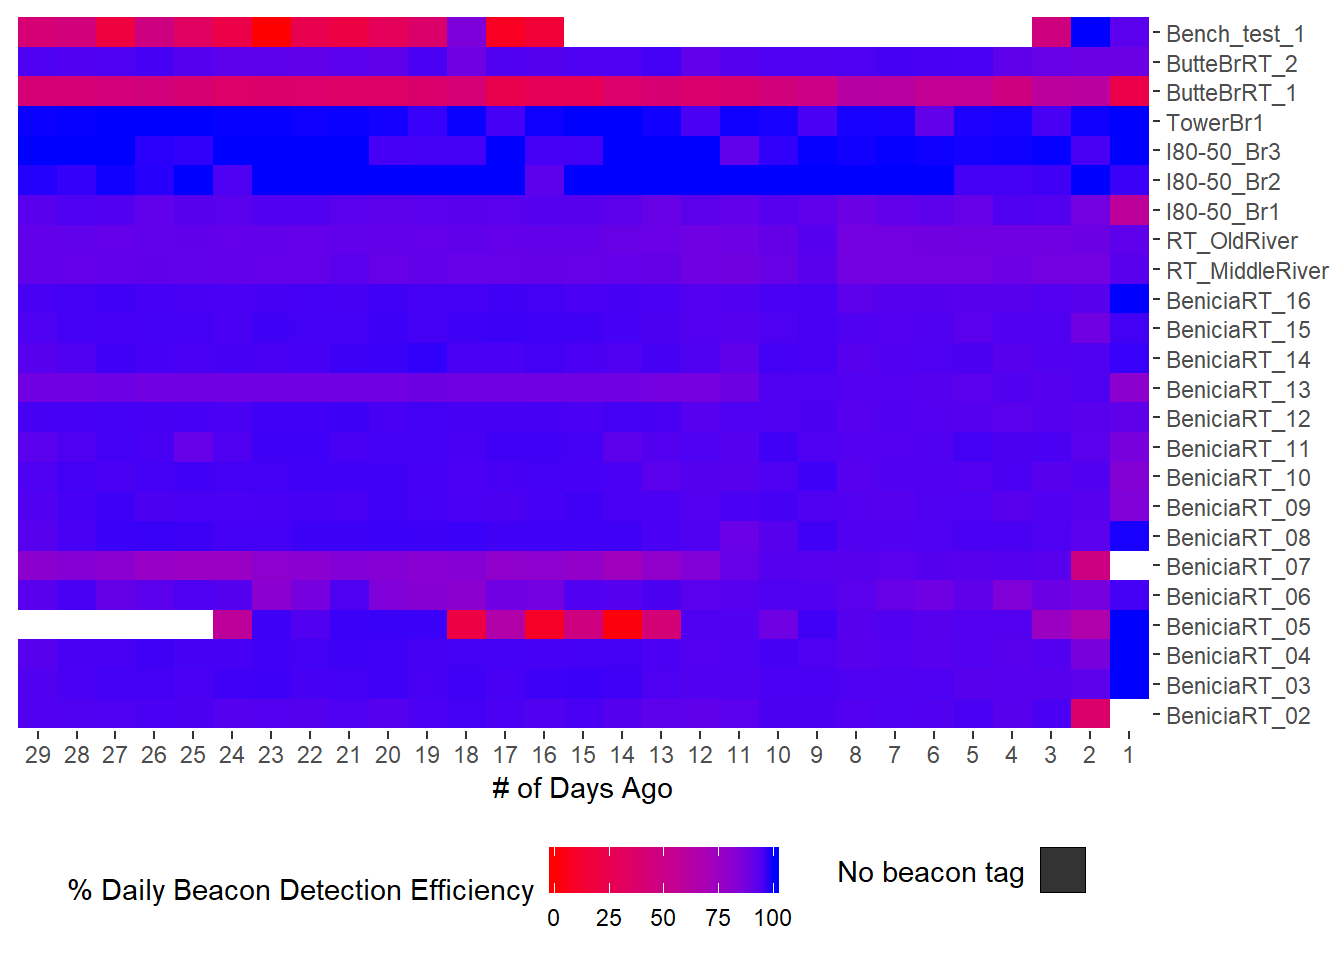 Bench_test_1
ButteBrRT_2
ButteBrRT_1
TowerBr1
I80-50_Br3
I80-50_Br2
I80-50_Br1
RT_OldRiver
RT_MiddleRiver
BeniciaRT_16
BeniciaRT_15
BeniciaRT_14
BeniciaRT_13
BeniciaRT_12
BeniciaRT_11
BeniciaRT_10
BeniciaRT_09
BeniciaRT_08
BeniciaRT_07
BeniciaRT_06
BeniciaRT_05
BeniciaRT_04
BeniciaRT_03
BeniciaRT_02
29 28 27 26 25 24 23 22 21 20 19 18 17 16 15 14 13 12 11 10 9 8 7 6 5 4 3 2 1
# of Days Ago
% Daily Beacon Detection Efficiency
0 25 50 75 100
No beacon tag